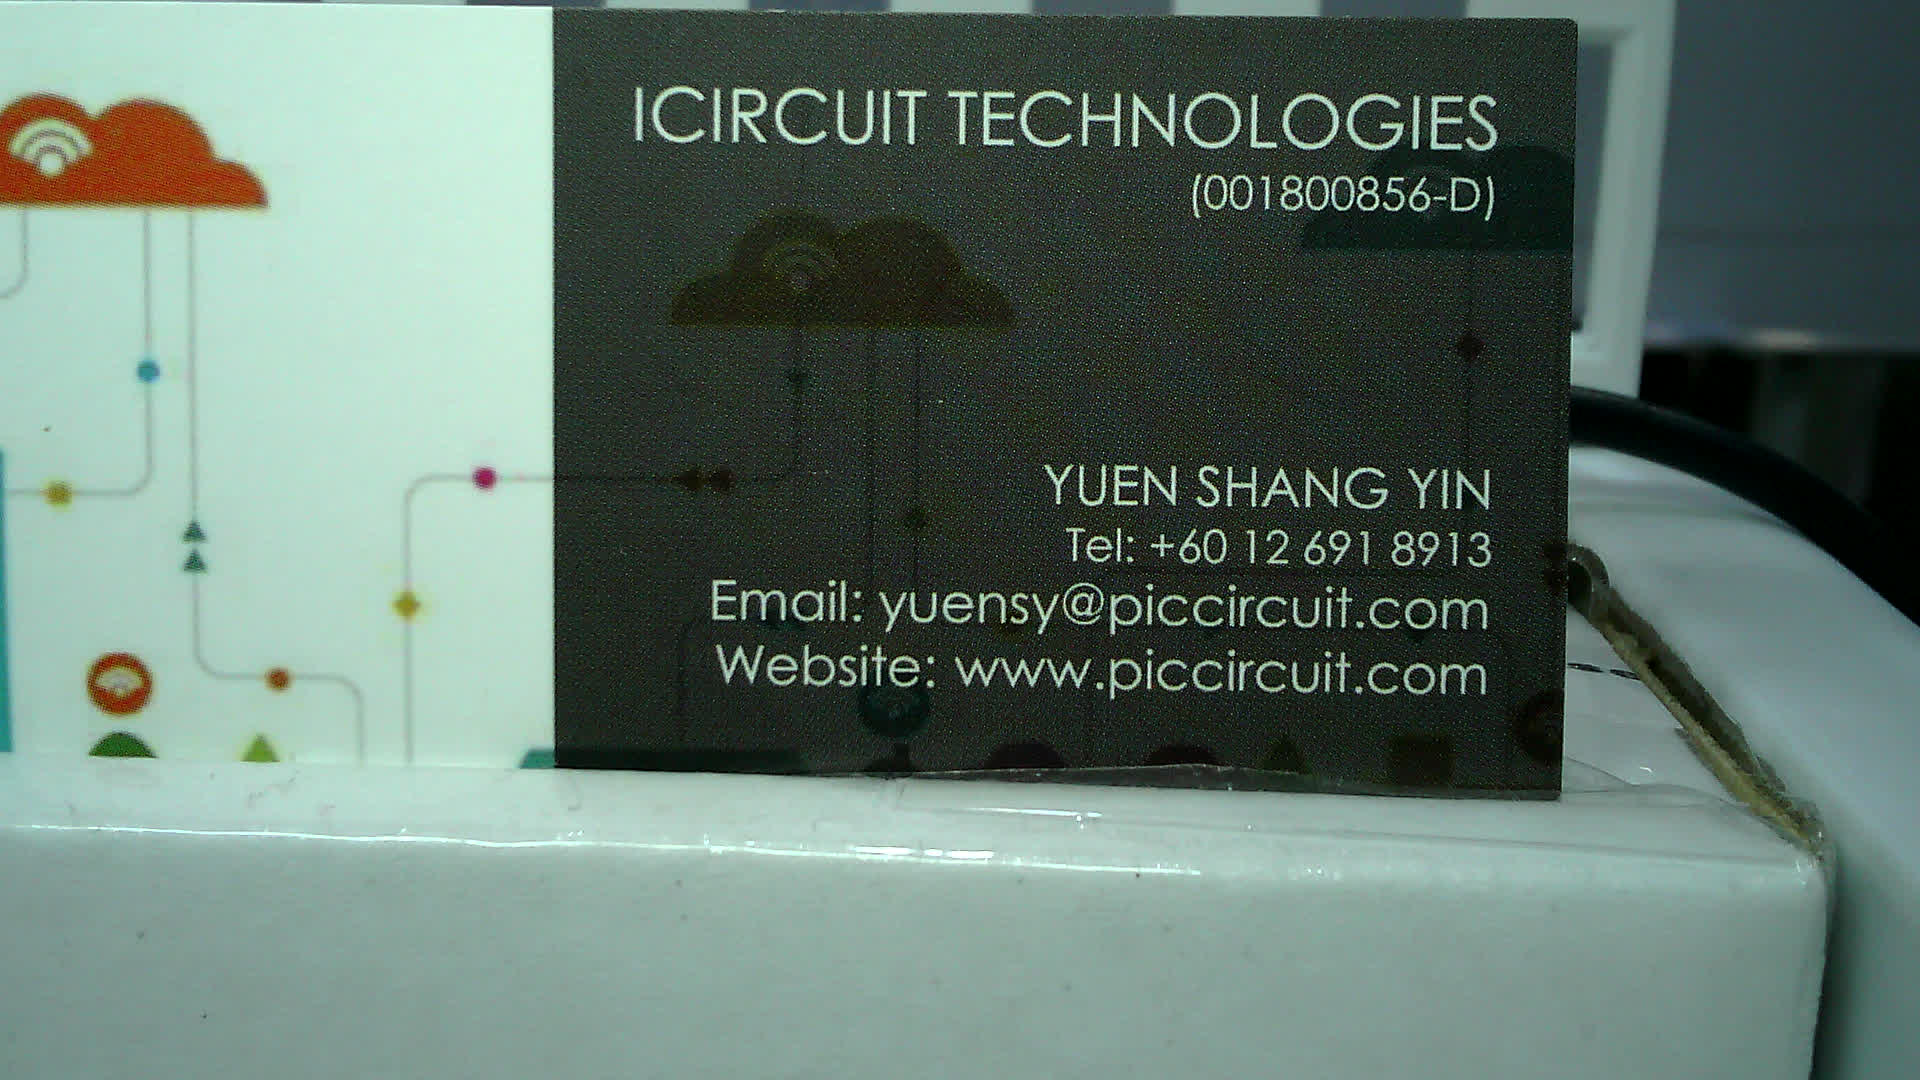 ICIRCUIT TECHNOLOGIES
(001800856-D)
YUEN SHANG YIN
Tel: +60 12 691 8913
Email: yuensy@piccircuit.com
Website: www.piccircuit.com